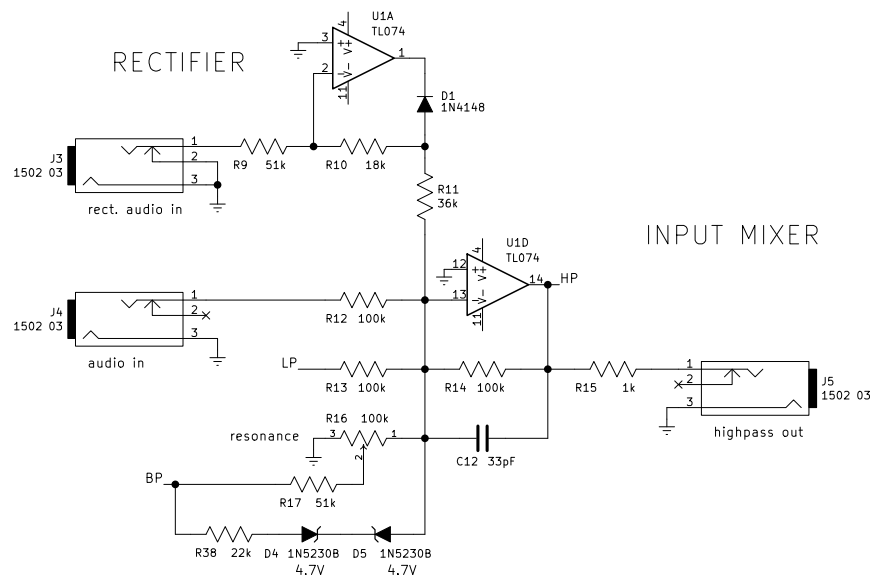 RECTIFIER
U1A
TL074
4
3
2
1
11
+
V+
-
V-
D1
1N4148
J3
1502 03
1
2
3
R9 51k
R10 18k
rect. audio in
R11
36k
INPUT MIXER
U1D
TL074
4
12
13
14
11
+
V+
-
V-
HP
J4
1502 03
1
2
3
R12 100k
audio in
LP
R13 100k
R14 100k
R15 1k
1
2
3
J5
1502 03
highpass out
R16 100k
resonance
3
1
2
C12 33pF
BP
R17 51k
R38 22k
D4 1N5230B
4.7V
D5 1N5230B
4.7V